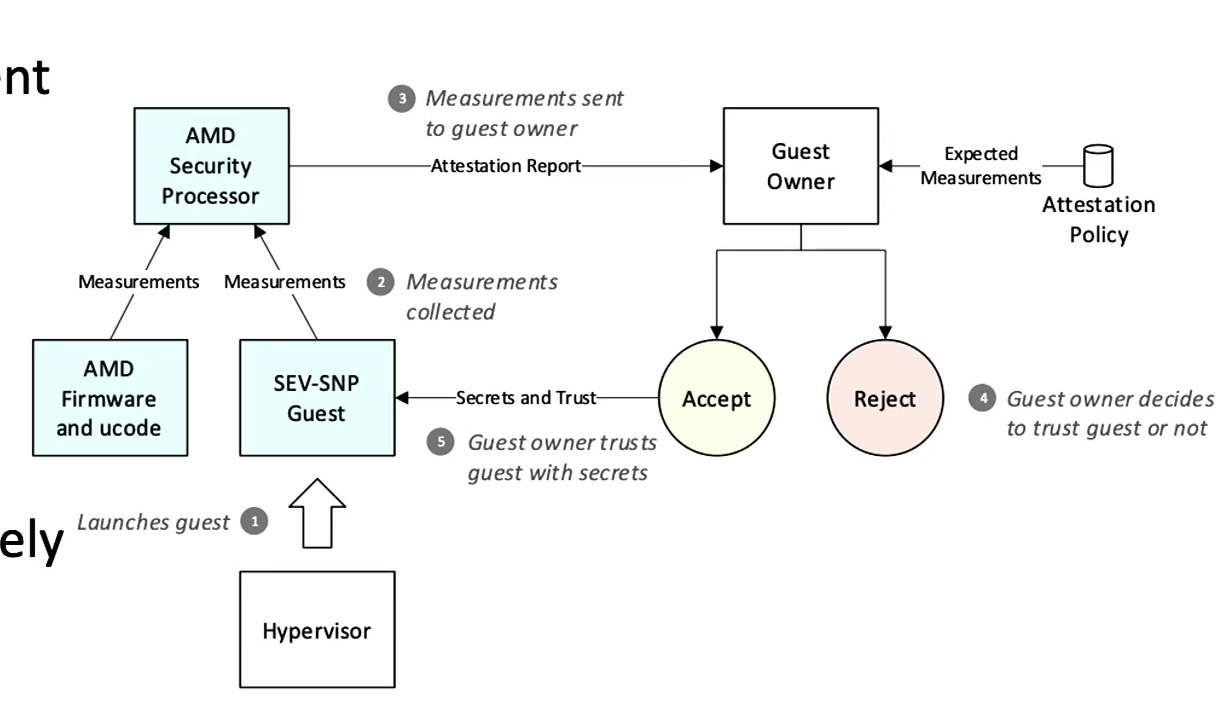 ent
3 Measurements sent
to guest owner
AMD
Security
Processor
Attestation Report
Guest
Owner
Expected
Measurements
Attestation
Policy
Measurements
Measurements
2 Measurements
collected
AMD
Firmware
and ucode
SEV-SNP
Guest
Secrets and Trust
Accept
Reject
4 Guest owner decides
to trust guest or not
5 Guest owner trusts
guest with secrets
Launches guest 1
ely
Hypervisor